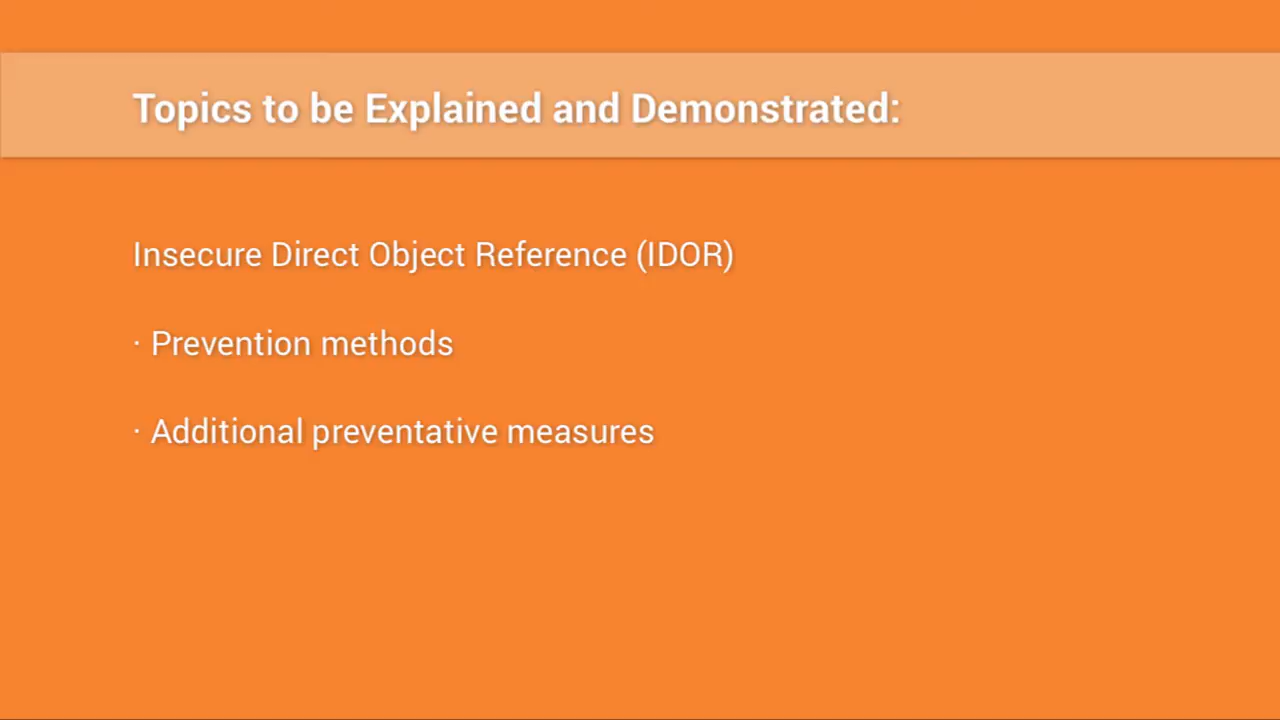 Topics to be Explained and Demonstrated:
Insecure Direct Object Reference (IDOR)
· Prevention methods
· Additional preventative measures